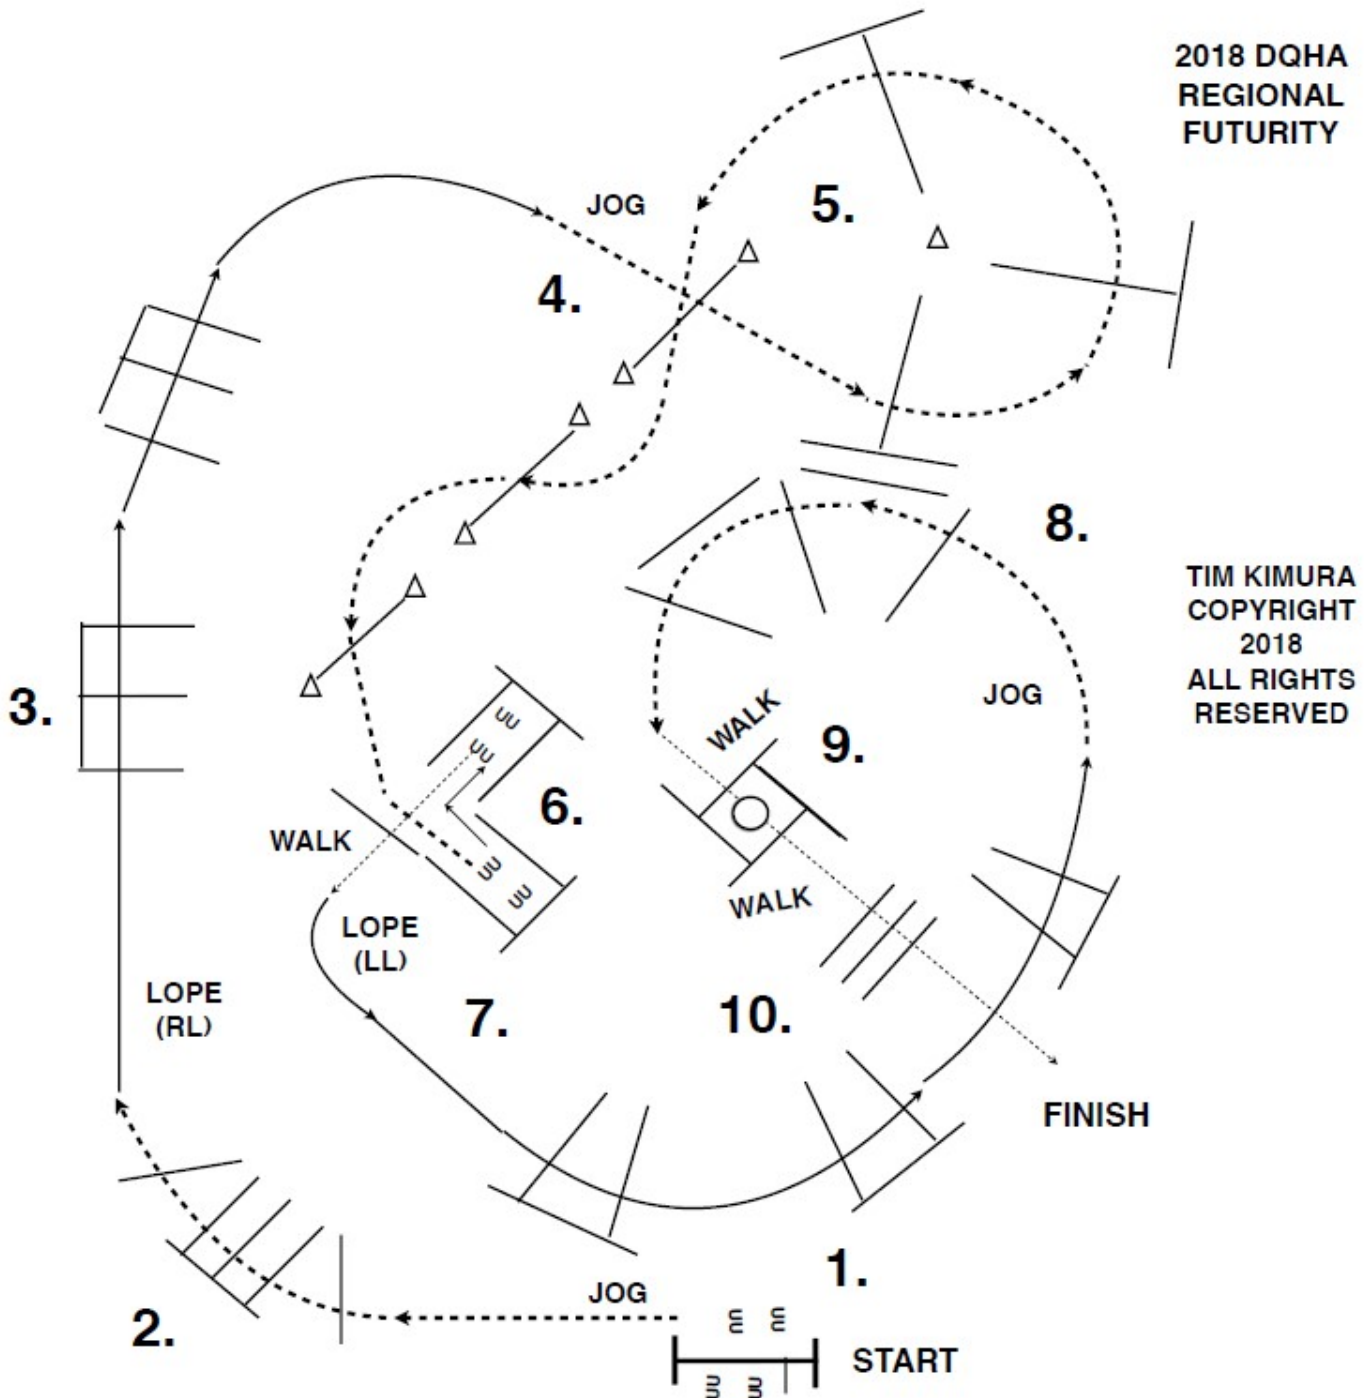 2018 DQHA
REGIONAL
FUTURITY
JOG
5.
4.
8.
TIM KIMURA
COPYRIGHT
2018
ALL RIGHTS
RESERVED
3.
JOG
WALK
9.
6.
WALK
WALK
LOPE
(LL)
LOPE
(RL)
7.
10.
FINISH
1.
JOG
2.
START